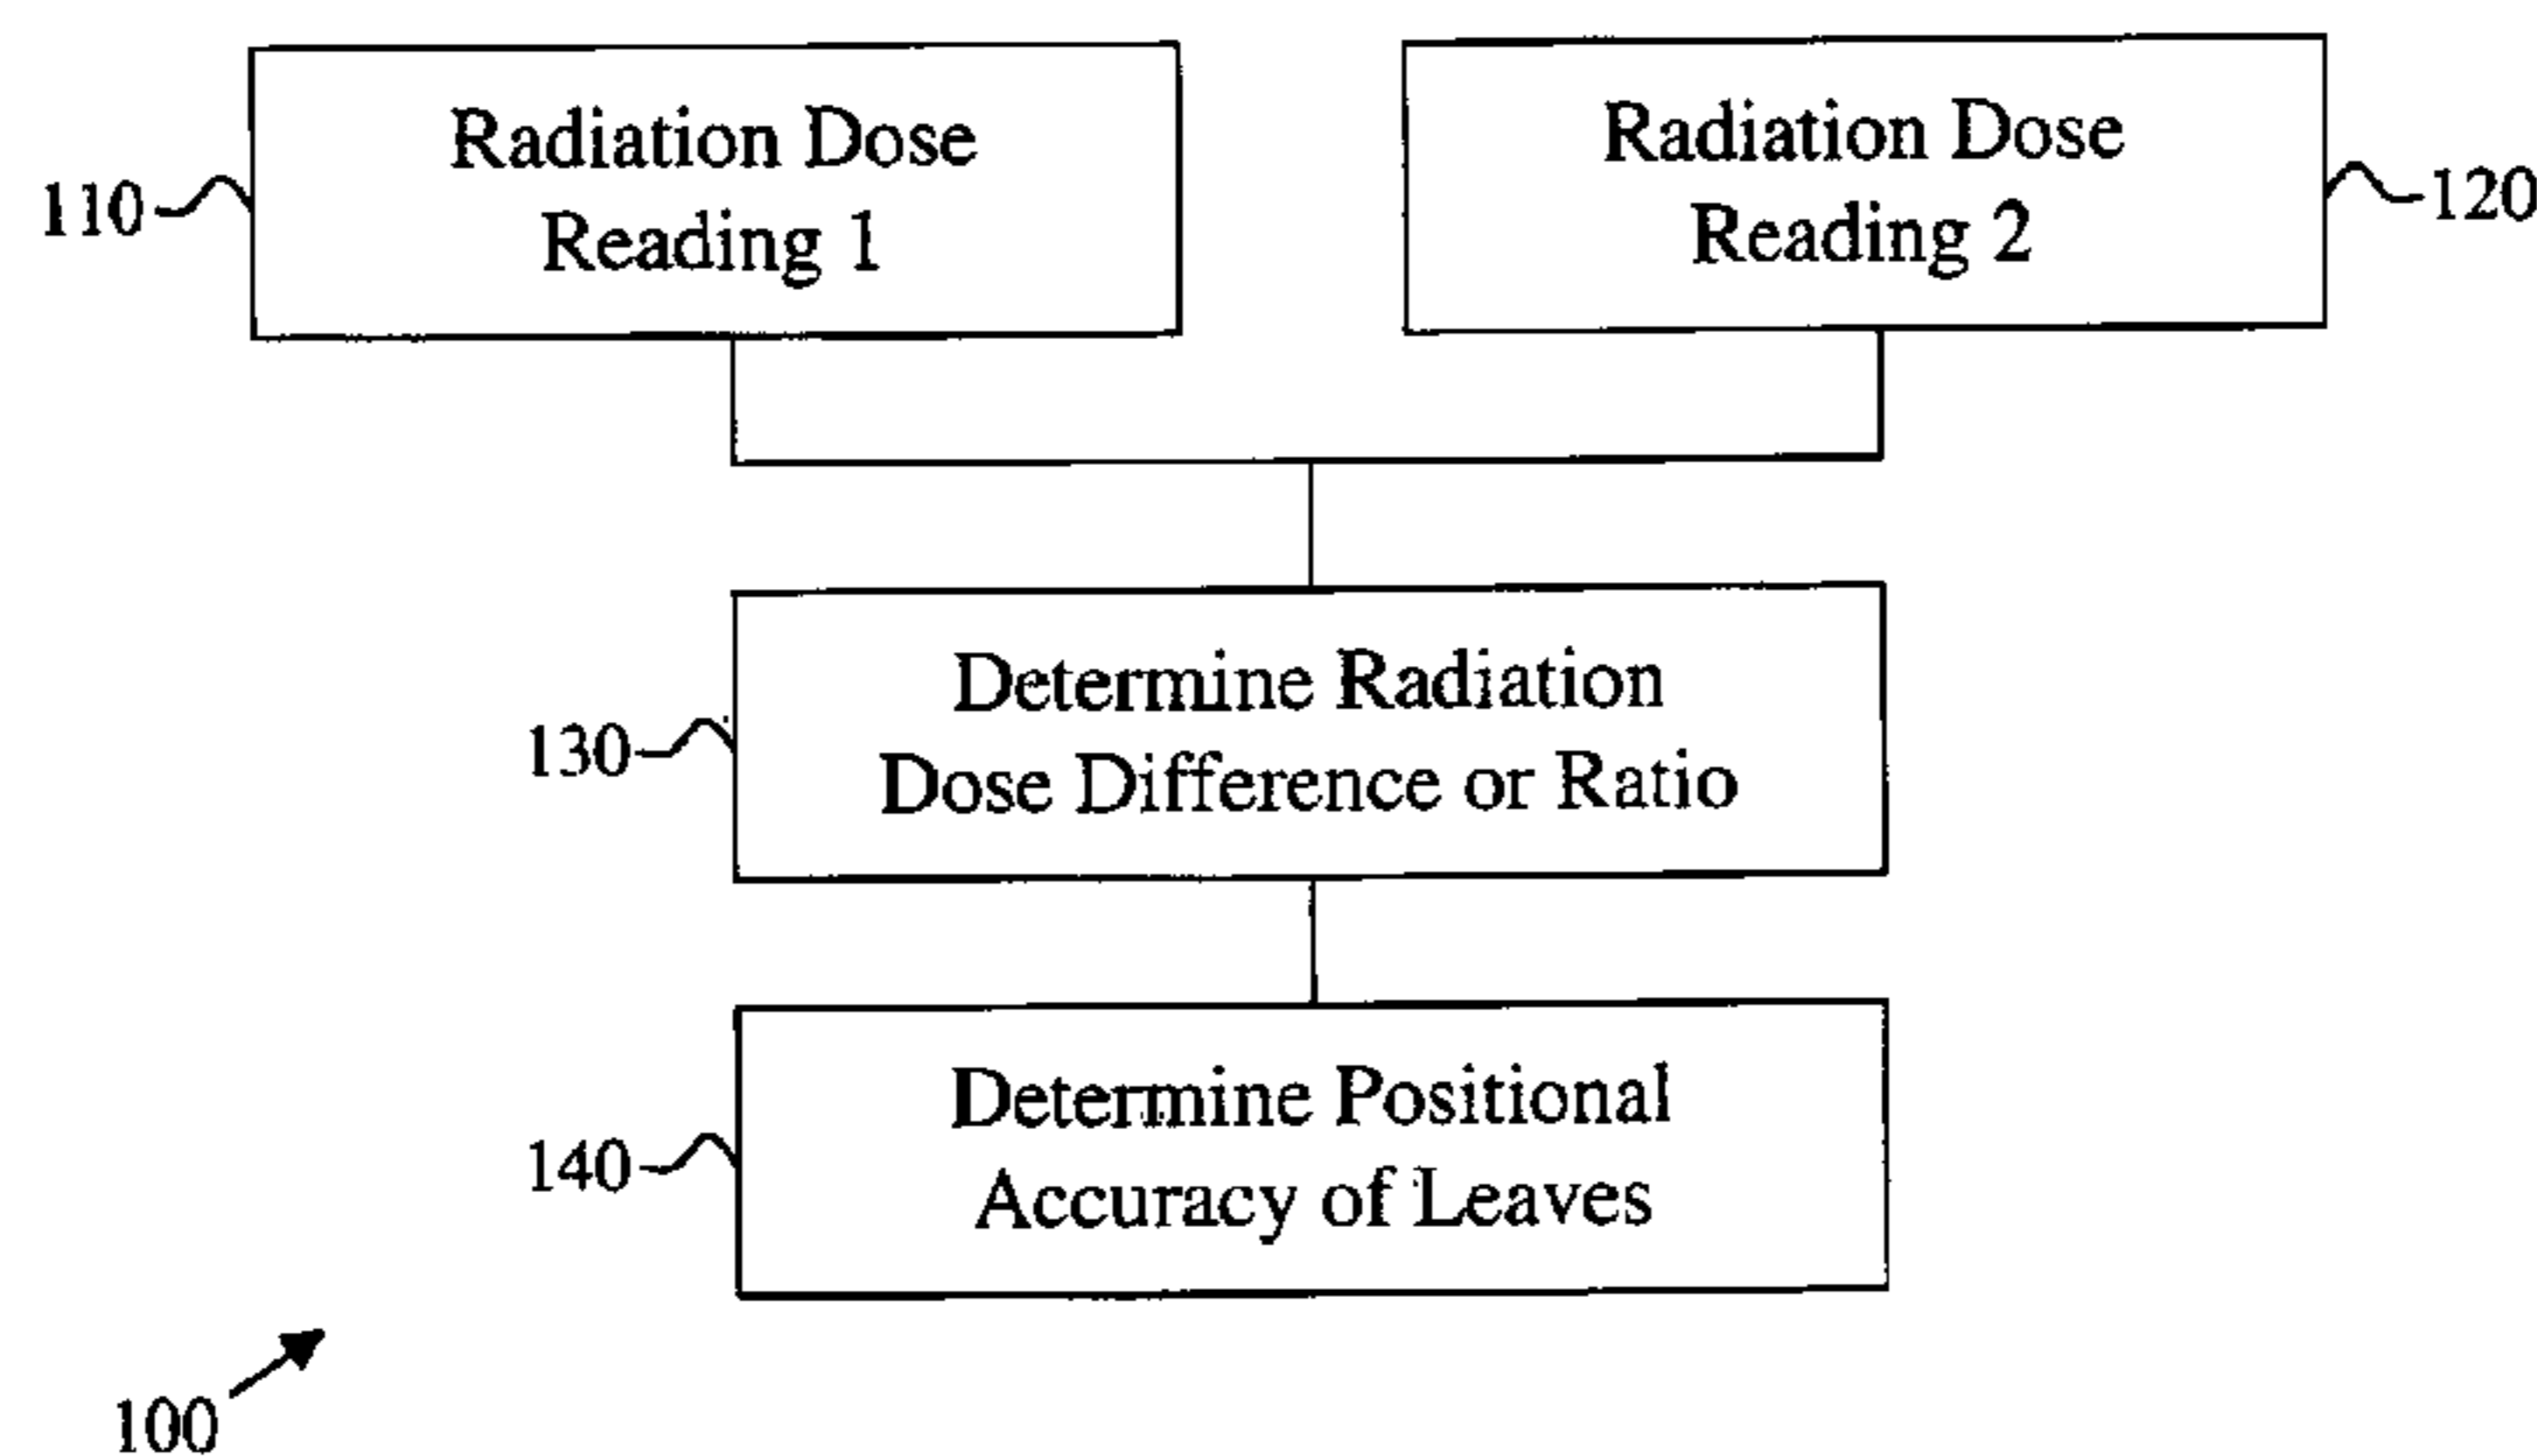 Radiation Dose
Reading 1
110
Radiation Dose
Reading 2
120
Determine Radiation
Dose Difference or Ratio
130
Determine Positional
Accuracy of Leaves
140
100